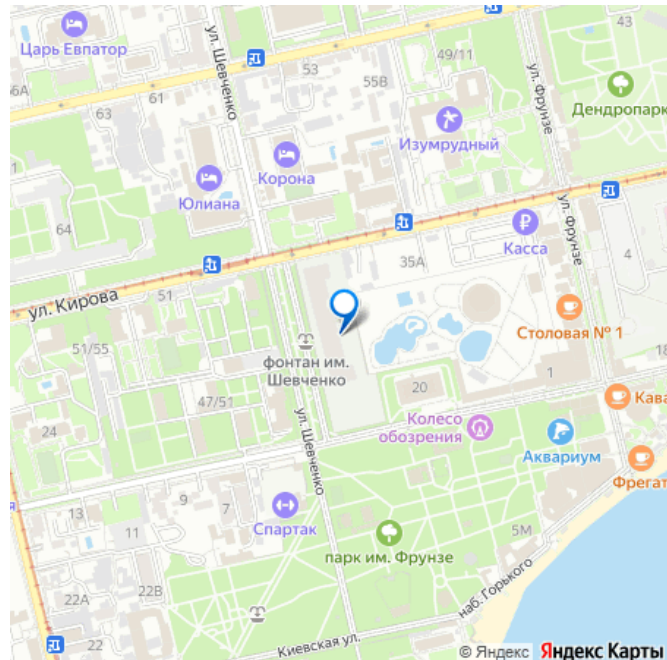 43
Царь Евпатор
ул. Шевченко
49/11
53
55В
61
63
ул. Фрунзе
Дендропарк
Изумрудный
Корона
Юлиана
64
ул. Фрунзе
Касса
4
35А
ул. Кирова
51
Столовая № 1
51/55
фонтан им.
Шевченко
18
1
20
47/51
24
Колесо
обозрения
Кава
ул. Шевченко
Аквариум
Фрегат
9
7
13
11
Спартак
5М
парк им. Фрунзе
наб. Горького
22А
22В
22
Киевская ул.
© Яндекс Яндекс Карты